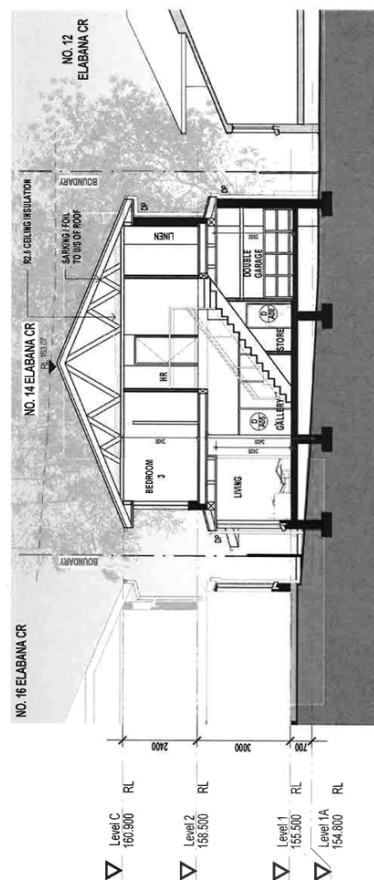 NO. 16 ELABANA CR
NO. 14 ELABANA CR
RL 163.07
NO. 12
ELABANA CR
R2.5 CEILING INSULATION
SARKING / FOIL
TO U/S OF ROOF
BOUNDARY
BOUNDARY
BEDROOM
3
2400
HR
LINEN
DP
DP
DP
LIVING
2400
GALLERY
STORE
DOUBLE
GARAGE
2400
3000
700
Level C
160.900 RL
Level 2
158.500 RL
Level 1
155.500 RL
Level 1A
154.800 RL